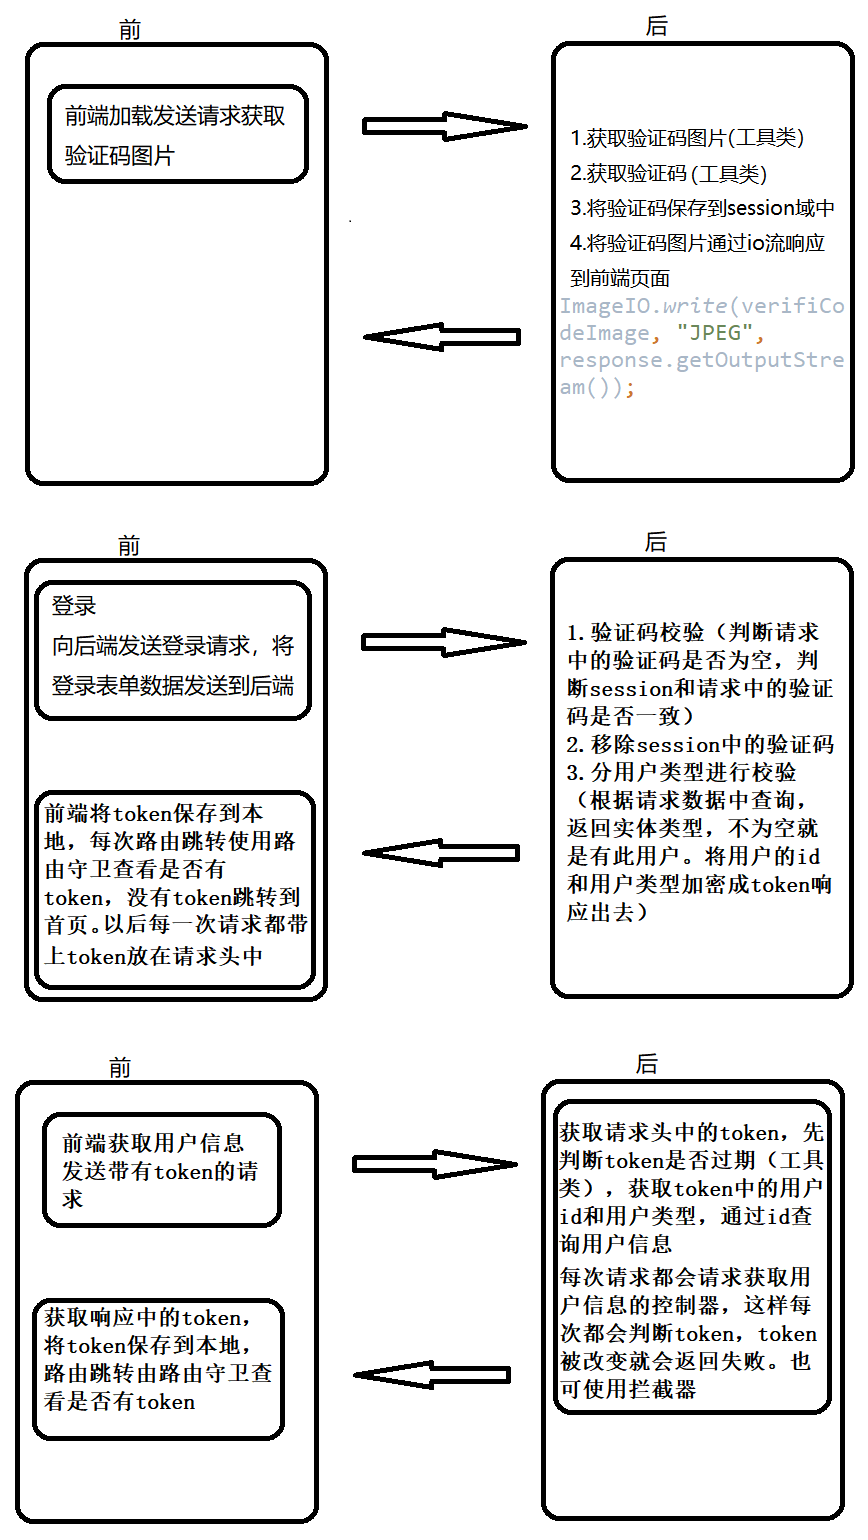 前
后
前端加载发送请求获取
验证码图片
1.获取验证码图片(工具类)
2.获取验证码(工具类)
3.将验证码保存到session域中
4.将验证码图片通过io流响应
到前端页面
ImageIO.write(verifiCo
deImage, "JPEG",
response.getOutputStre
am());
前
后
登录
向后端发送登录请求，将
登录表单数据发送到后端
前端将token保存到本
地，每次路由跳转使用路
由守卫查看是否有
token，没有token跳转到
首页。以后每一次请求都带
上token放在请求头中
1.验证码校验（判断请求
中的验证码是否为空，判
断session和请求中的验证
码是否一致）
2.移除session中的验证码
3.分用户类型进行校验
（根据请求数据中查询，
返回实体类型，不为空就
是有此用户。将用户的id
和用户类型加密成token响
应出去）
前
后
前端获取用户信息
发送带有token的请
求
获取响应中的token，
将token保存到本地，
路由跳转由路由守卫查
看是否有token
获取请求头中的token，先
判断token是否过期（工具
类），获取token中的用户
id和用户类型，通过id查
询用户信息
每次请求都会请求获取用
户信息的控制器，这样每
次都会判断token，token
被改变就会返回失败。也
可使用拦截器